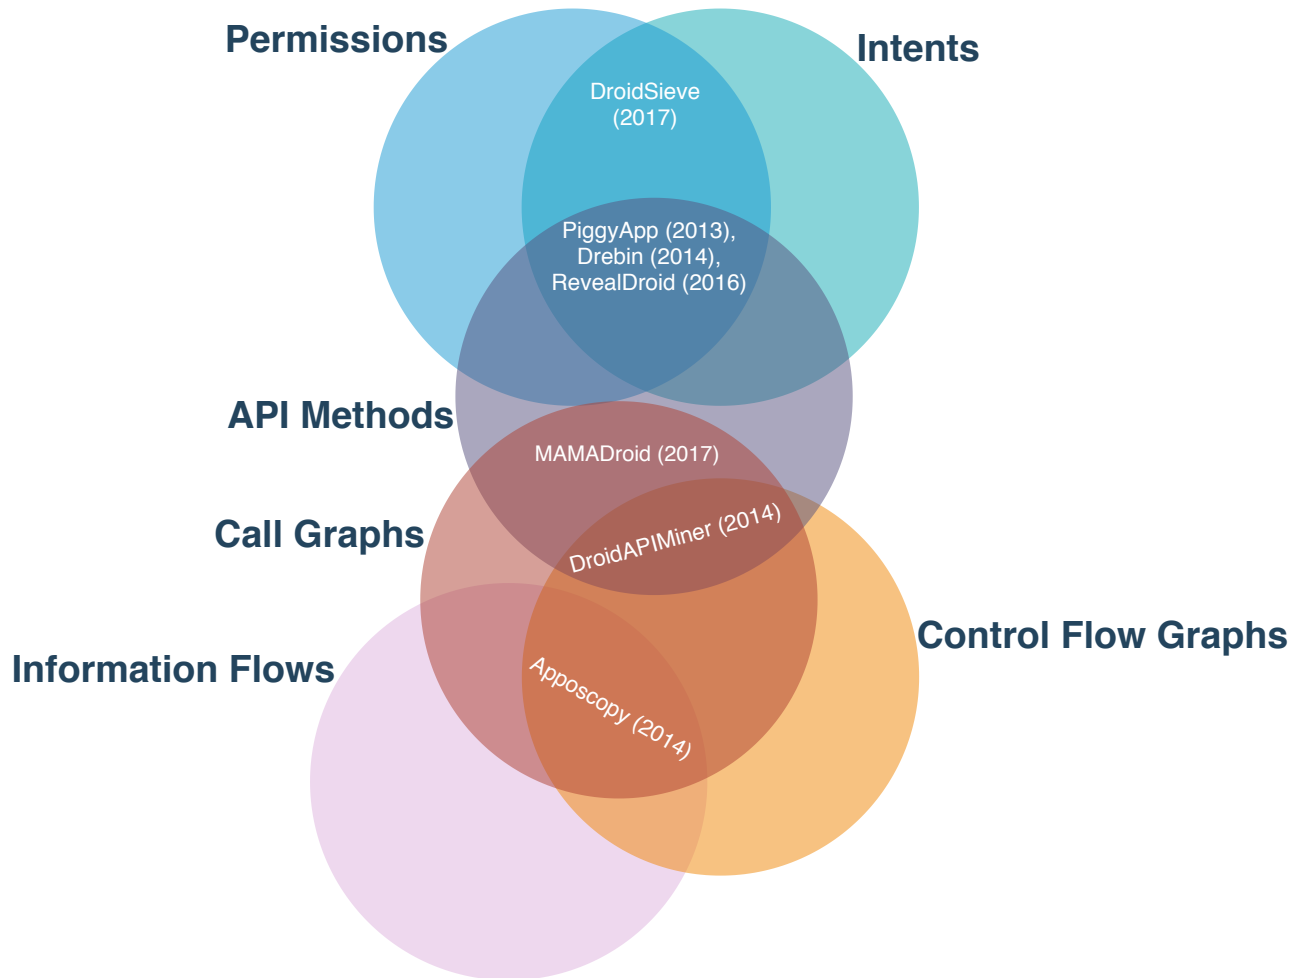 Permissions
Intents
DroidSieve
(2017)
PiggyApp (2013),
Drebin (2014),
RevealDroid (2016)
API Methods
MAMADroid (2017)
Call Graphs
DroidAPIMiner (2014)
Control Flow Graphs
Information Flows
Apposcopy (2014)